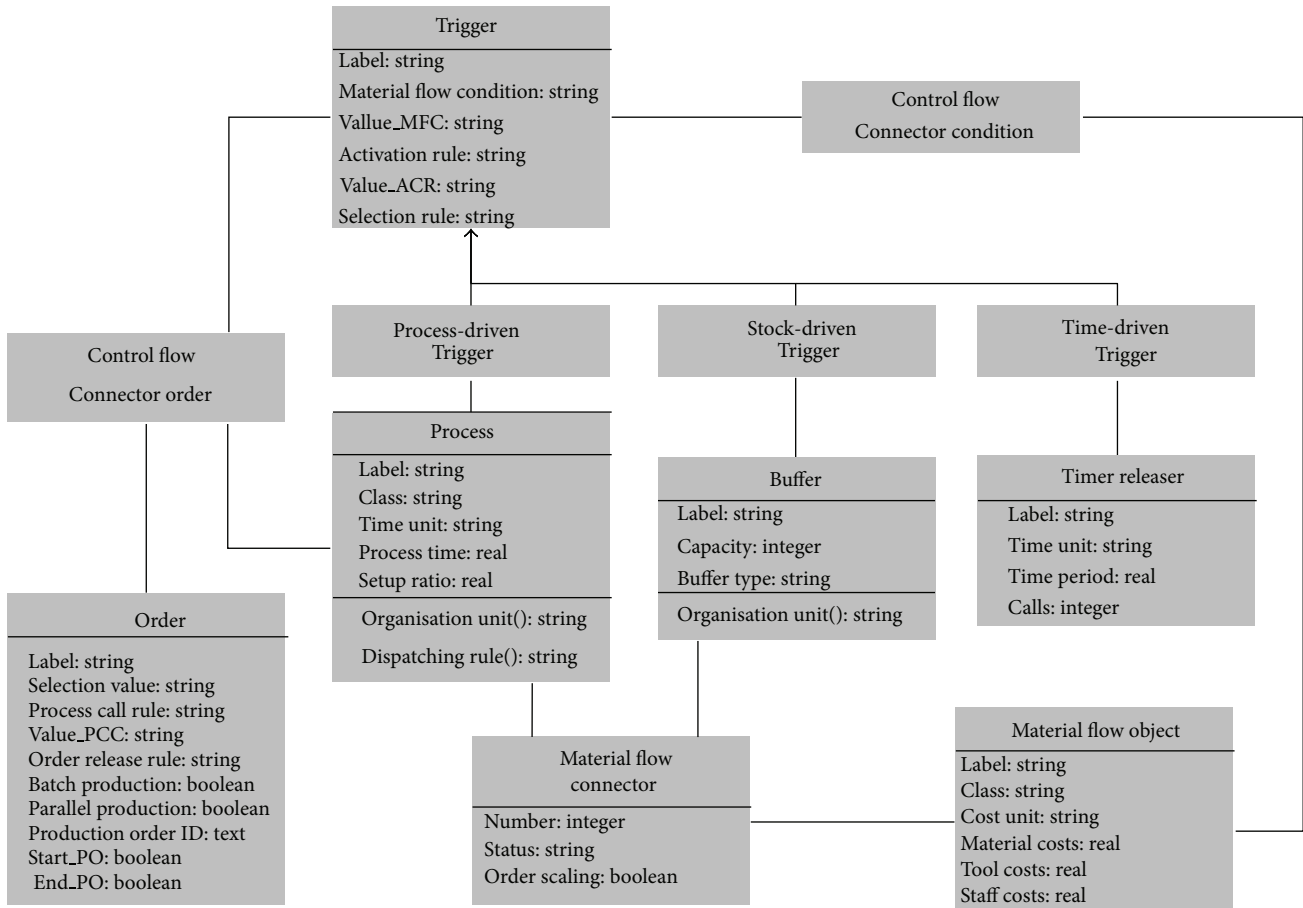 Trigger
Label: string
Material flow condition: string
Vallue_MFC: string
Activation rule: string
Value_ACR: string
Selection rule: string
Control flow
Connector condition
Process-driven
Trigger
Stock-driven
Trigger
Time-driven
Trigger
Control flow
Connector order
Process
Label: string
Class: string
Time unit: string
Process time: real
Setup ratio: real
Organisation unit(): string
Dispatching rule(): string
Buffer
Label: string
Capacity: integer
Buffer type: string
Organisation unit(): string
Timer releaser
Label: string
Time unit: string
Time period: real
Calls: integer
Order
Label: string
Selection value: string
Process call rule: string
Value_PCC: string
Order release rule: string
Batch production: boolean
Parallel production: boolean
Production order ID: text
Start_PO: boolean
End_PO: boolean
Material flow
connector
Number: integer
Status: string
Order scaling: boolean
Material flow object
Label: string
Class: string
Cost unit: string
Material costs: real
Tool costs: real
Staff costs: real